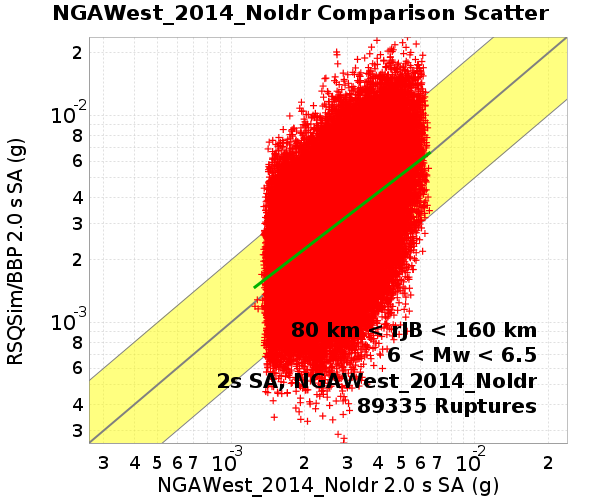 NGAWest_2014_NoIdr Comparison Scatter
RSQSim/BBP 2.0 s SA (g)
2
10-2
8
6
4
3
2
10-3
8
6
4
3
80 km < rJB < 160 km
6 < Mw < 6.5
2s SA, NGAWest_2014_NoIdr
89335 Ruptures
3 4 5 6 7 10-3 2 3 4 5 6 7 10-2 2
NGAWest_2014_NoIdr 2.0 s SA (g)